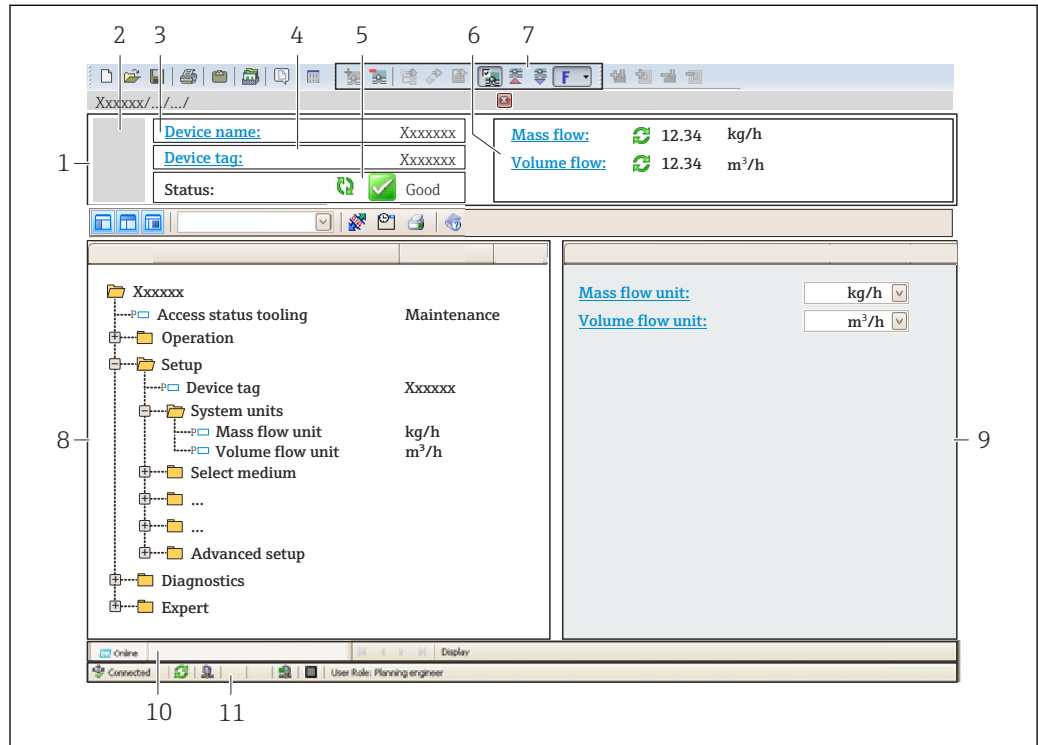 2 3 4 5 6 7
F
Xxxxxx/.../.../
1
Device name: Xxxxxxx
Device tag: Xxxxxxx
Status: Good
Mass flow: 12.34 kg/h
Volume flow: 12.34 m³/h
Xxxxxx
P Access status tooling Maintenance
Operation
Setup
P Device tag Xxxxxx
System units
P Mass flow unit kg/h
P Volume flow unit m³/h
Select medium
...
...
Advanced setup
Diagnostics
Expert
8
Mass flow unit: kg/h
Volume flow unit: m³/h
9
Online Display
Connected User Role: Planning engineer
10 11